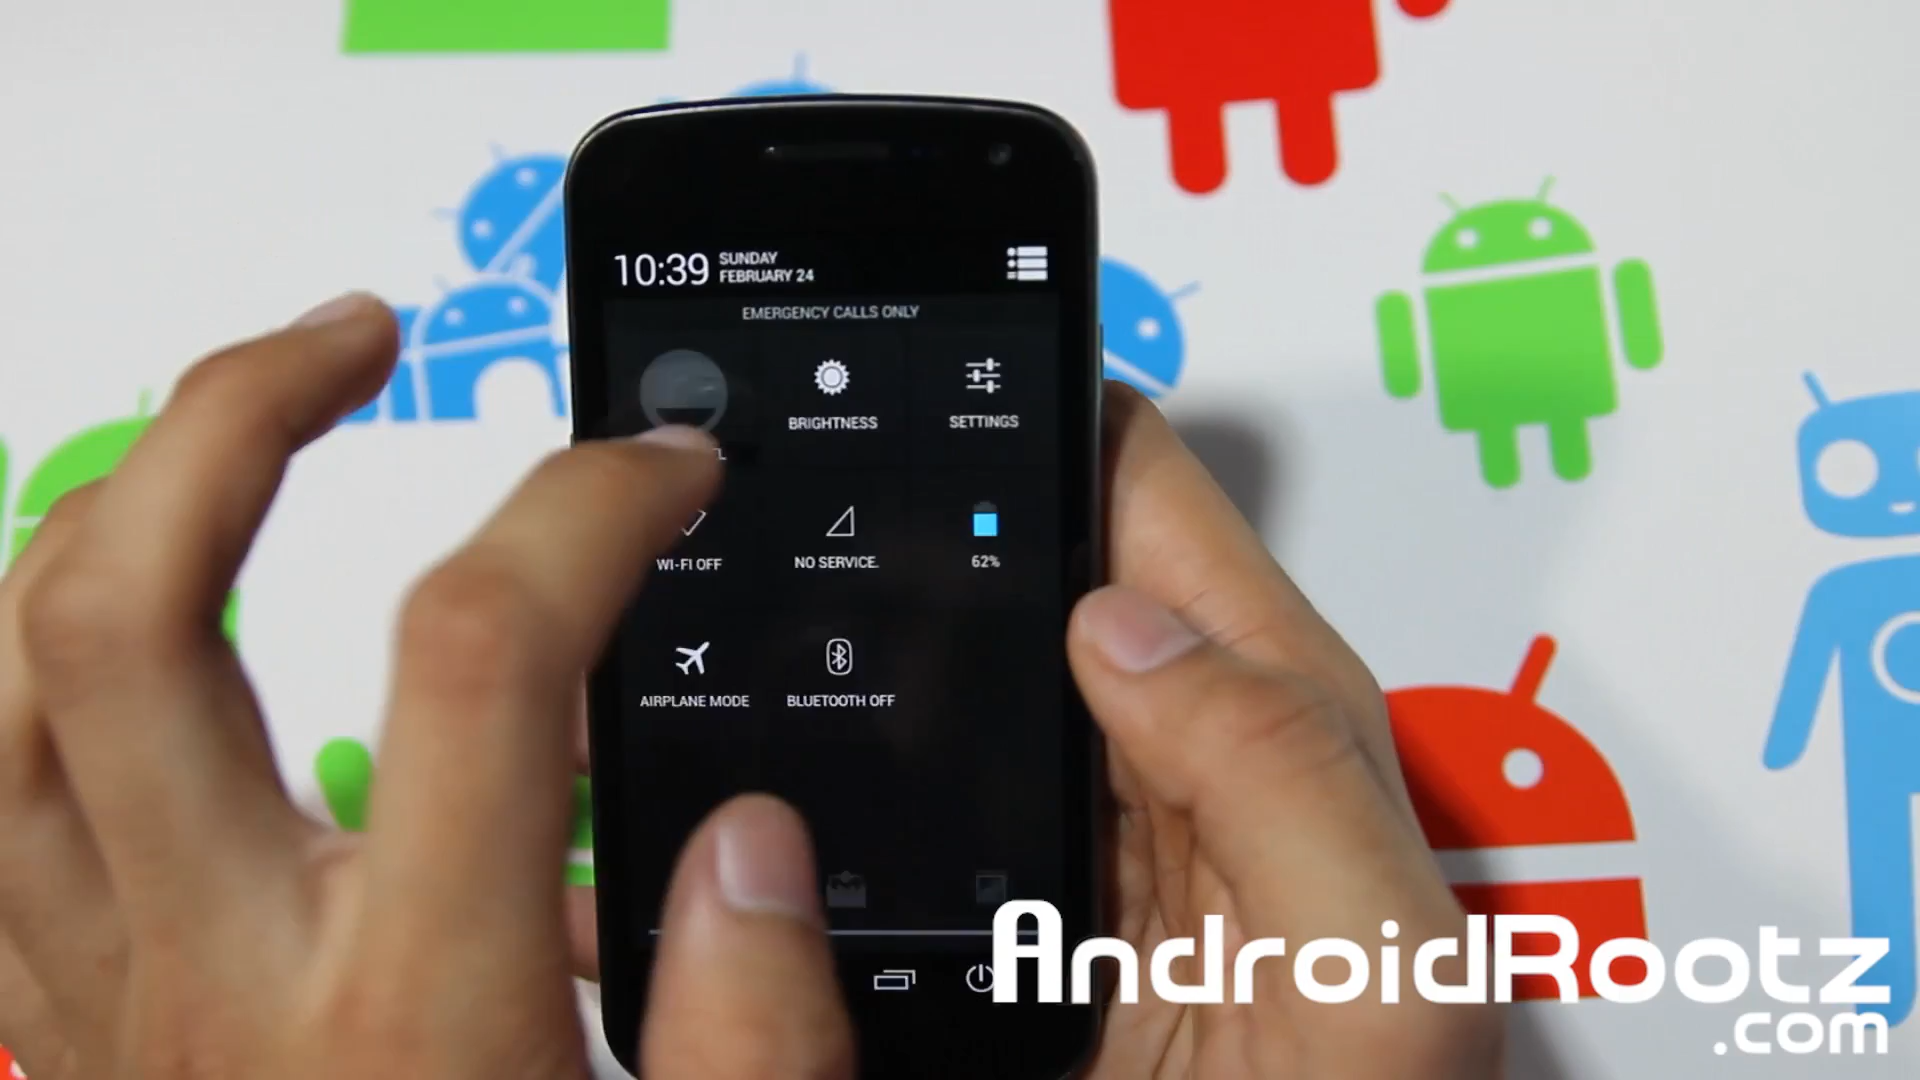 10:39
SUNDAY
FEBRUARY 24
EMERGENCY CALLS ONLY
BRIGHTNESS
SETTINGS
WI-FI OFF
NO SERVICE.
62%
AIRPLANE MODE
BLUETOOTH OFF
AndroidRootz
.com